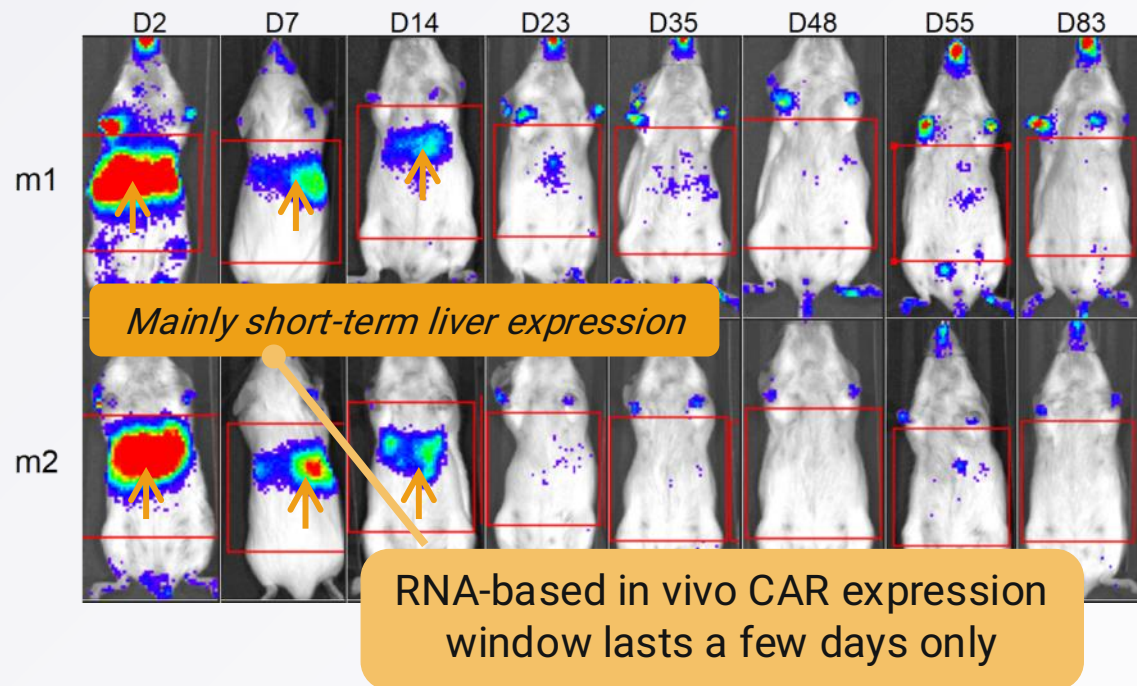 D2 D7 D14 D23 D35 D48 D55 D83
m1
Mainly short-term liver expression
m2
RNA-based in vivo CAR expression
window lasts a few days only